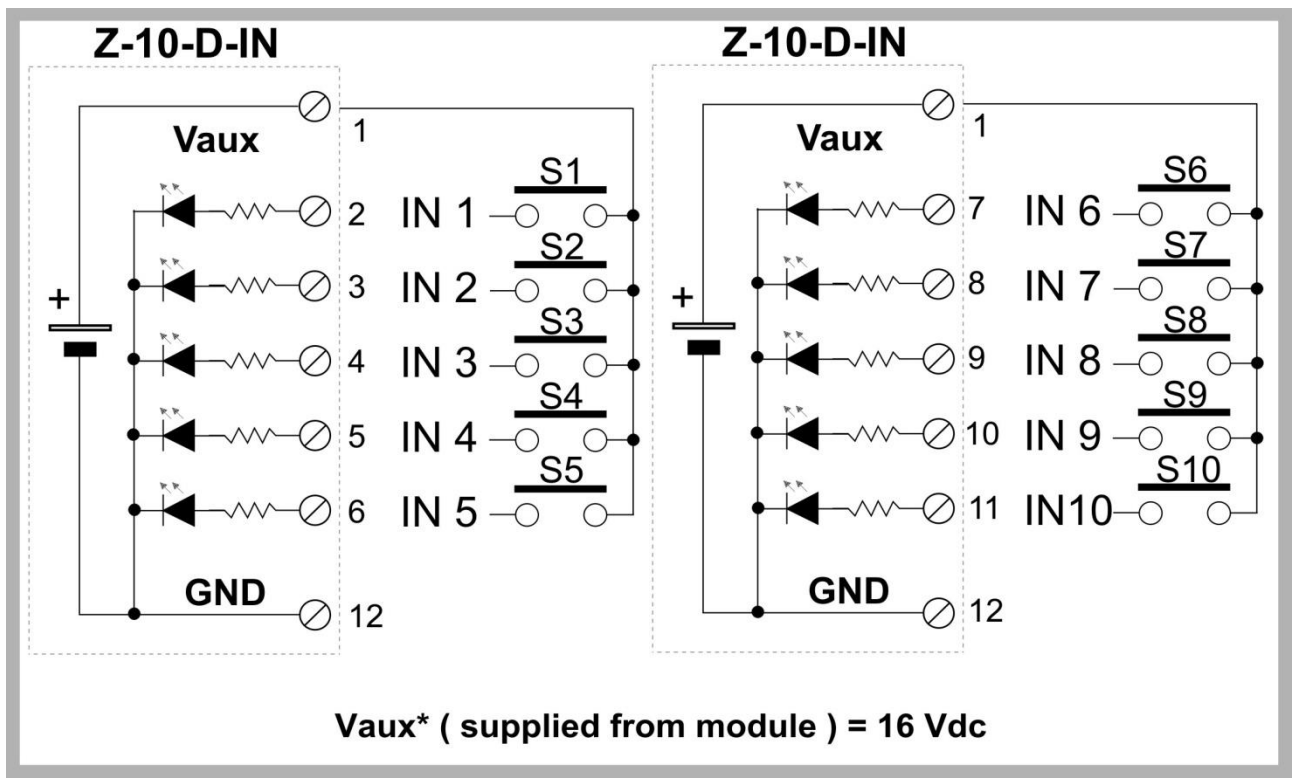 Z-10-D-IN
Vaux
1
2
3
4
5
6
GND
12
+
IN 1
S1
IN 2
S2
IN 3
S3
IN 4
S4
IN 5
S5
Z-10-D-IN
Vaux
1
7
8
9
10
11
GND
12
+
IN 6
S6
IN 7
S7
IN 8
S8
IN 9
S9
IN10
S10
Vaux* ( supplied from module ) = 16 Vdc